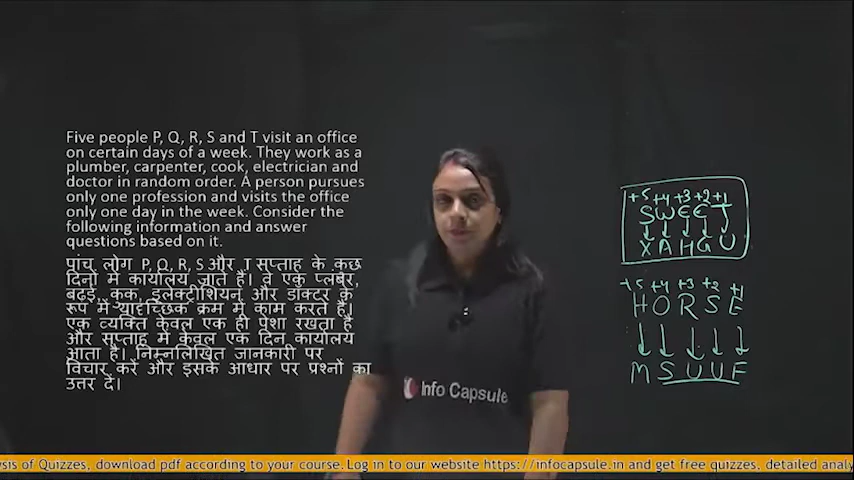 Five people P, Q, R, S and T visit an office
on certain days of a week. They work as a
plumber, carpenter, cook, electrician and
doctor in random order. A person pursues
only one profession and visits the office
only one day in the week. Consider the
following information and answer
questions based on it.
पांच लोग P, Q, R, S और T सप्ताह के कुछ
दिनों में कार्यालय जाते हैं। वे एक प्लंबर,
बढ़ई, कुक, इलेक्ट्रीशियन और डॉक्टर के
रूप में यादृच्छिक क्रम में काम करते हैं।
एक व्यक्ति केवल एक ही पेशा रखता है
और सप्ताह में केवल एक दिन कार्यालय
आता है। निम्नलिखित जानकारी पर
विचार करें और इसके आधार पर प्रश्नों का
उत्तर दें।
+5 +4 +3 +2 +1
S W E E T
X A H G U
+5 +4 +3 +2 +1
H O R S E
M S U U F
Info Capsule
sis of Quizzes, download pdf according to your course. Log in to our website https://infocapsule.in and get free quizzes, detailed analy